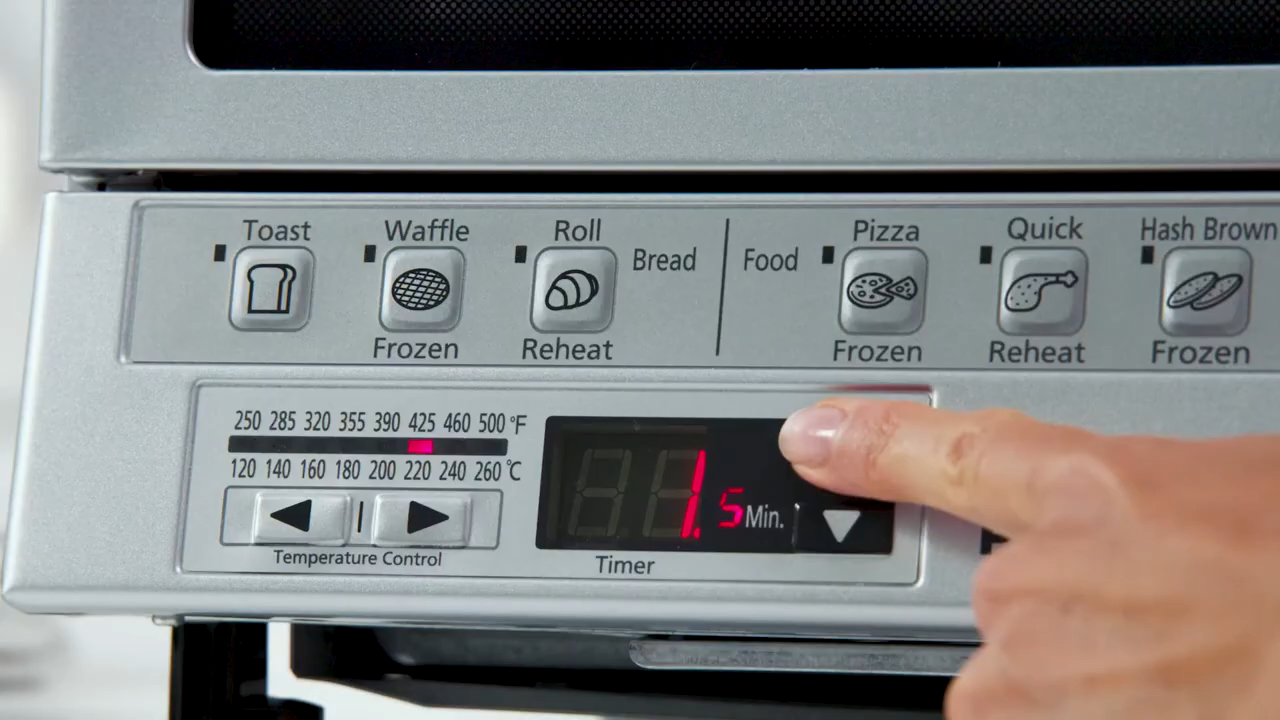 Toast Waffle Roll Pizza Quick Hash Brown
Bread Food
Frozen Reheat Frozen Reheat Frozen
250 285 320 355 390 425 460 500 °F
120 140 160 180 200 220 240 260 °C
1.5 Min.
Temperature Control
Timer